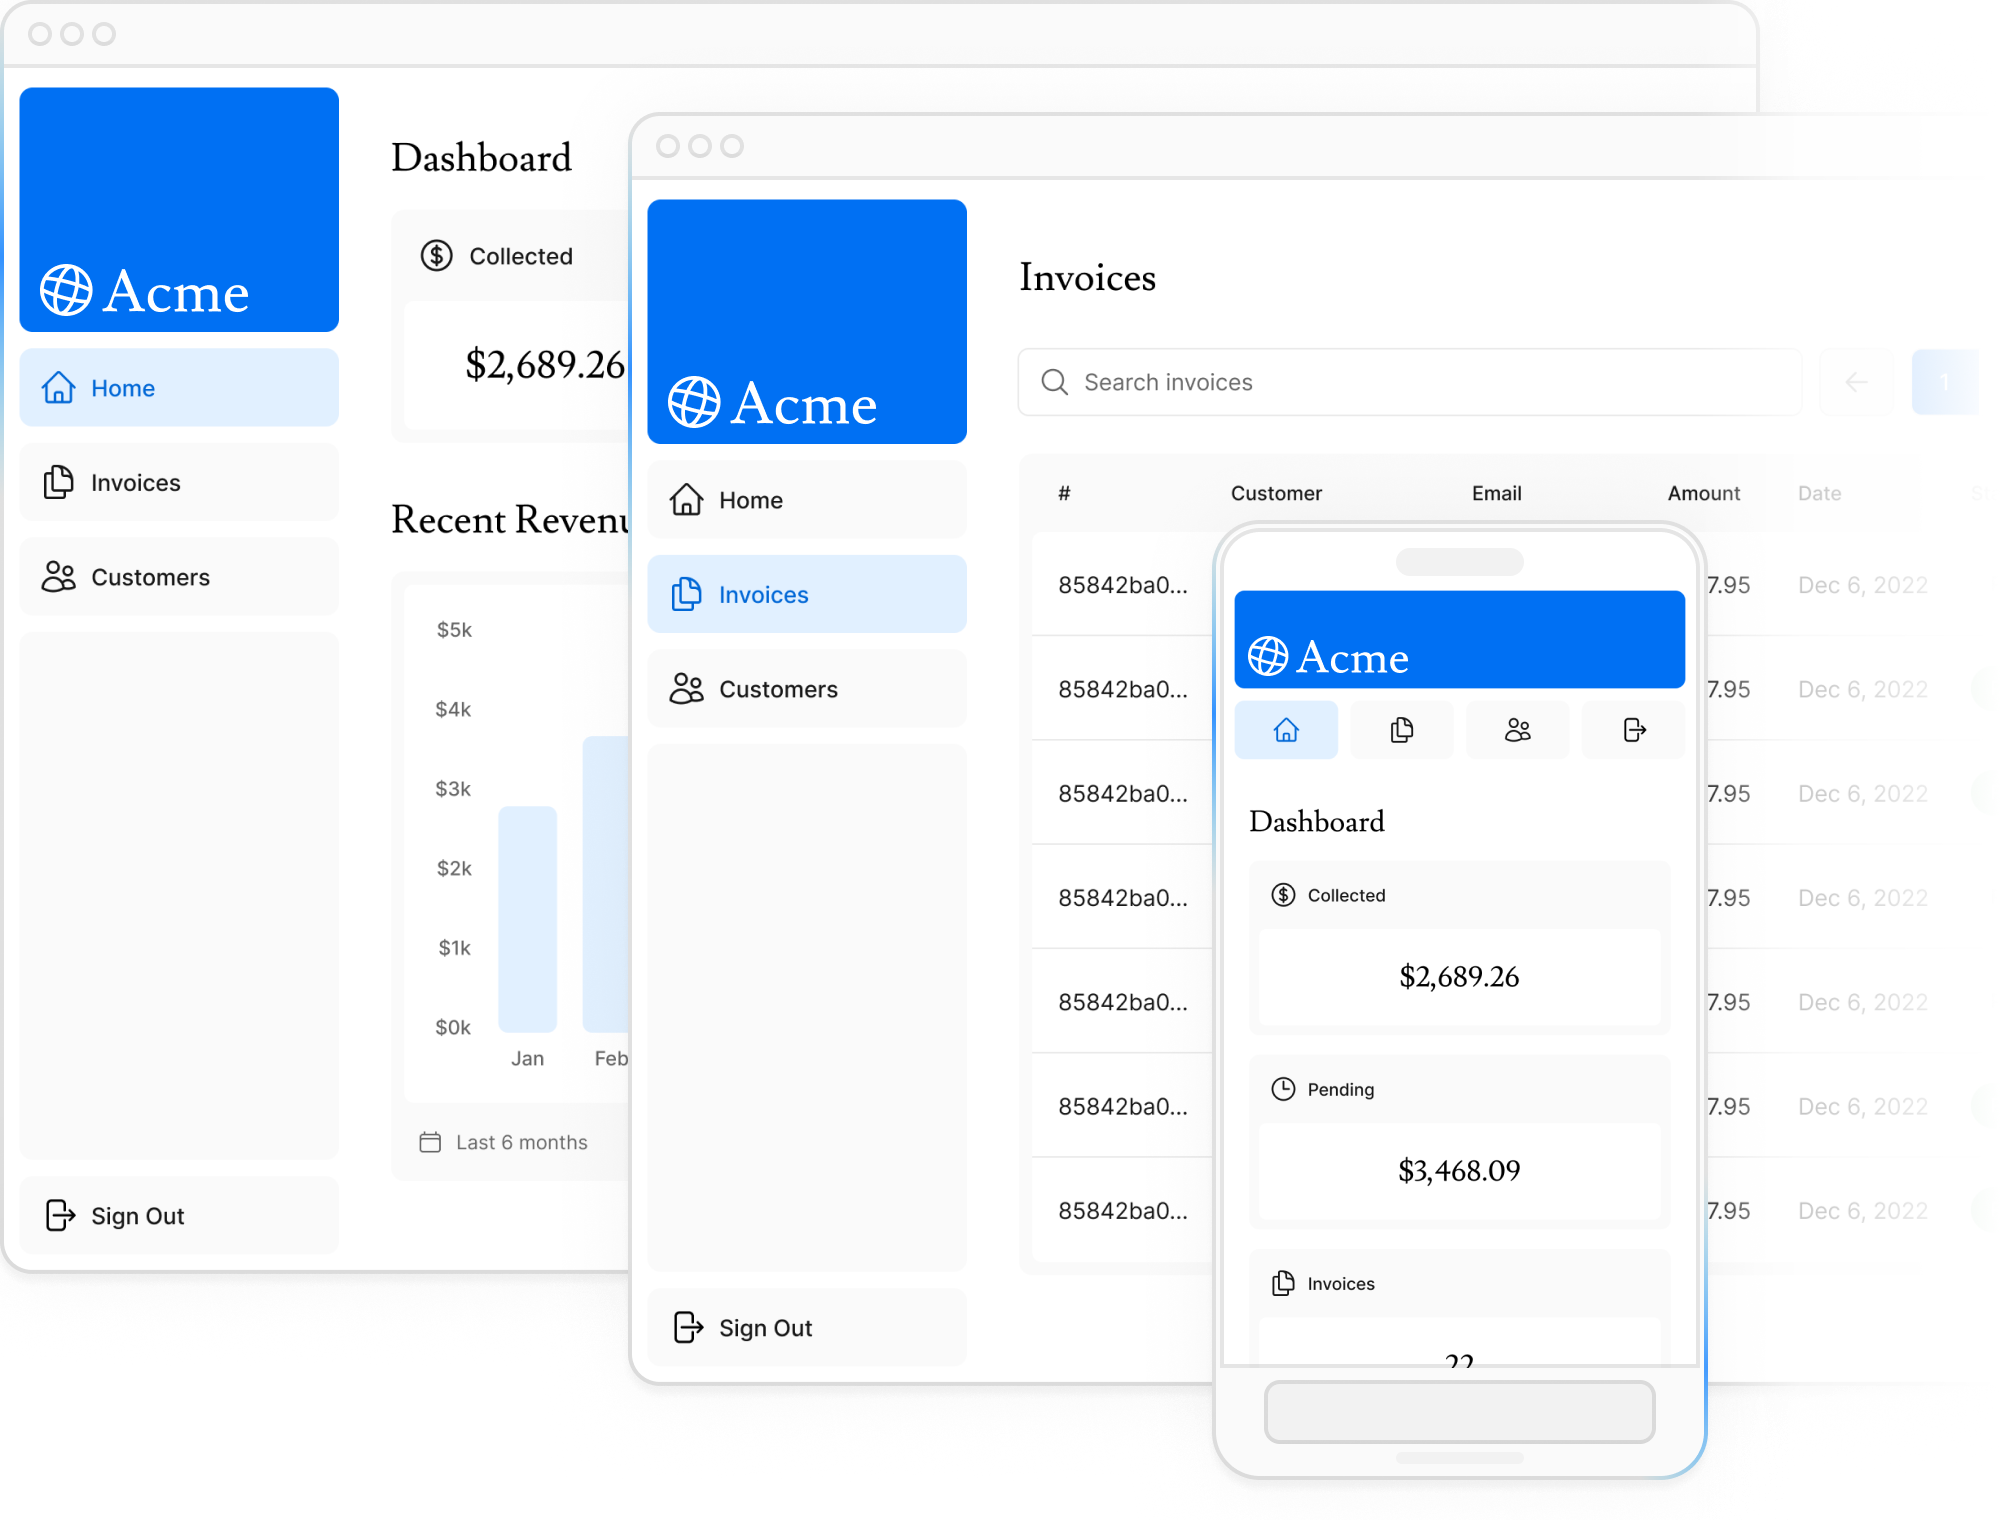 Acme
Home
Invoices
Customers
Sign Out
Dashboard
Collected
$2,689.26
Recent Revenu
$5k
$4k
$3k
$2k
$1k
$0k
Jan
Feb
Last 6 months
Acme
Home
Invoices
Customers
Sign Out
Invoices
Search invoices
1
# Customer Email Amount Date
85842ba0... 7.95 Dec 6, 2022
85842ba0... 7.95 Dec 6, 2022
85842ba0... 7.95 Dec 6, 2022
85842ba0... 7.95 Dec 6, 2022
85842ba0... 7.95 Dec 6, 2022
85842ba0... 7.95 Dec 6, 2022
85842ba0... 7.95 Dec 6, 2022
Acme
Dashboard
Collected
$2,689.26
Pending
$3,468.09
Invoices
22